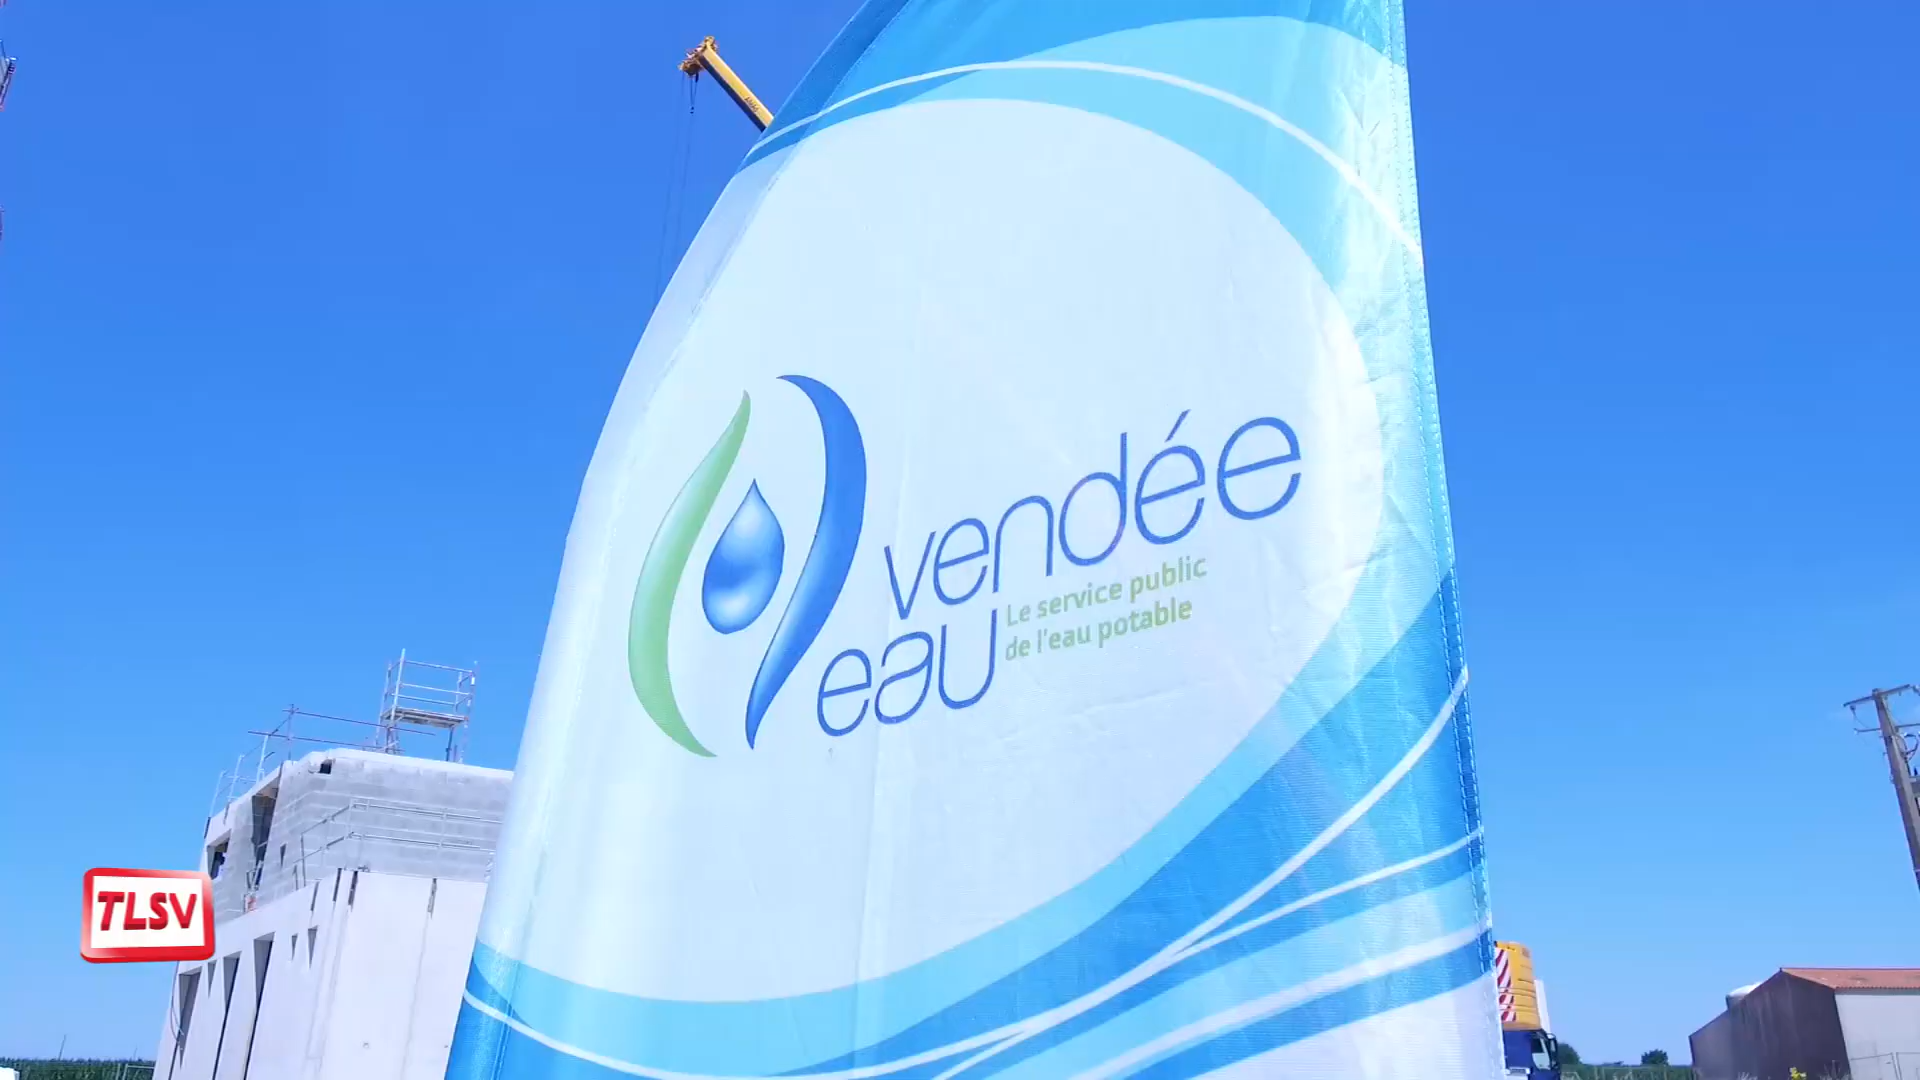 vendée
eau
Le service public
de l'eau potable
TLSV